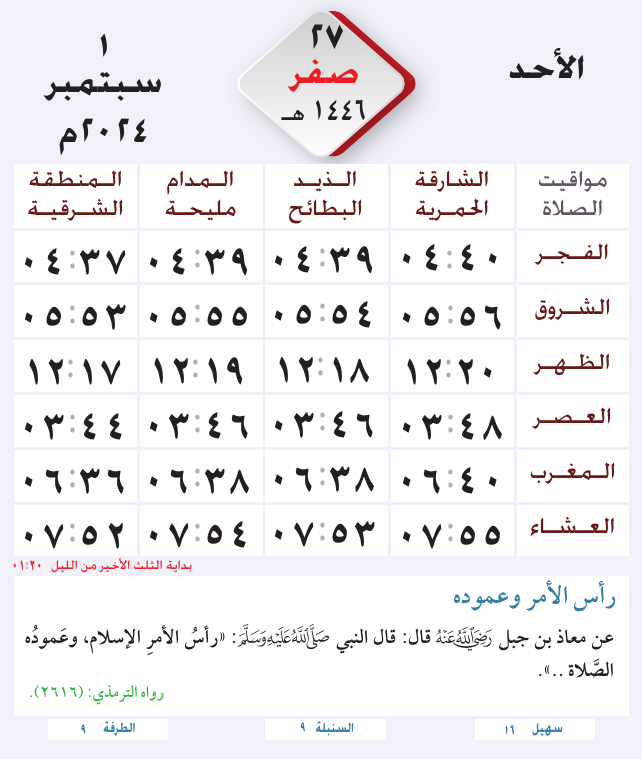 الأحد
٢٧
صفر
١٤٤٦ هـ
١
سبتمبر
٢٠٢٤م
مواقيت الصلاة | الشارقة الحمرية | الذيد البطائح | المدام مليحة | المنطقة الشرقية
الفجر ٠٤:٤٠ ٠٤:٣٩ ٠٤:٣٩ ٠٤:٣٧
الشروق ٠٥:٥٦ ٠٥:٥٤ ٠٥:٥٥ ٠٥:٥٣
الظهر ١٢:٢٠ ١٢:١٨ ١٢:١٩ ١٢:١٧
العصر ٠٣:٤٨ ٠٣:٤٦ ٠٣:٤٦ ٠٣:٤٤
المغرب ٠٦:٤٠ ٠٦:٣٨ ٠٦:٣٨ ٠٦:٣٦
العشاء ٠٧:٥٥ ٠٧:٥٣ ٠٧:٥٤ ٠٧:٥٢
بداية الثلث الأخير من الليل ٠١:٢٠
رأس الأمر وعموده
عن معاذ بن جبل رَضِيَ اللَّهُ عَنْهُ قال: قال النبي صَلَّى اللَّهُ عَلَيْهِ وَسَلَّمَ: «رأسُ الأمرِ الإسلام، وعَمودُه
الصَّلاة ..».
رواه الترمذي: (٢٦١٦).
سهيل ١٦
السنبلة ٩
الطرفة ٩